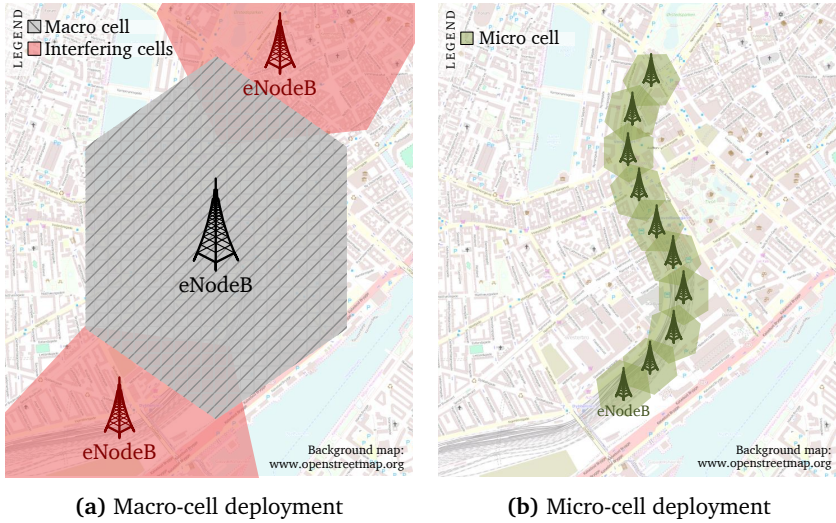 LEGEND
Macro cell
Interfering cells
eNodeB
eNodeB
eNodeB
Background map:
www.openstreetmap.org
(a) Macro-cell deployment
LEGEND
Micro cell
eNodeB
Background map:
www.openstreetmap.org
(b) Micro-cell deployment